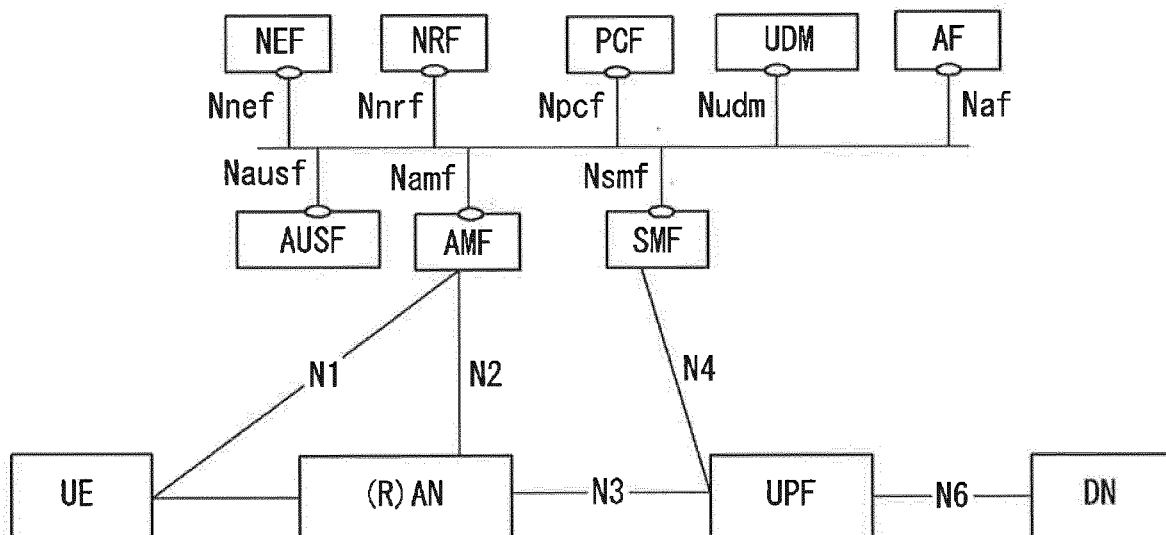 NEF NRF PCF UDM AF
Nnef Nnrf Npcf Nudm Naf
Nausf Namf Nsmf
AUSF AMF SMF
N1 N2 N4
UE (R)AN N3 UPF N6 DN